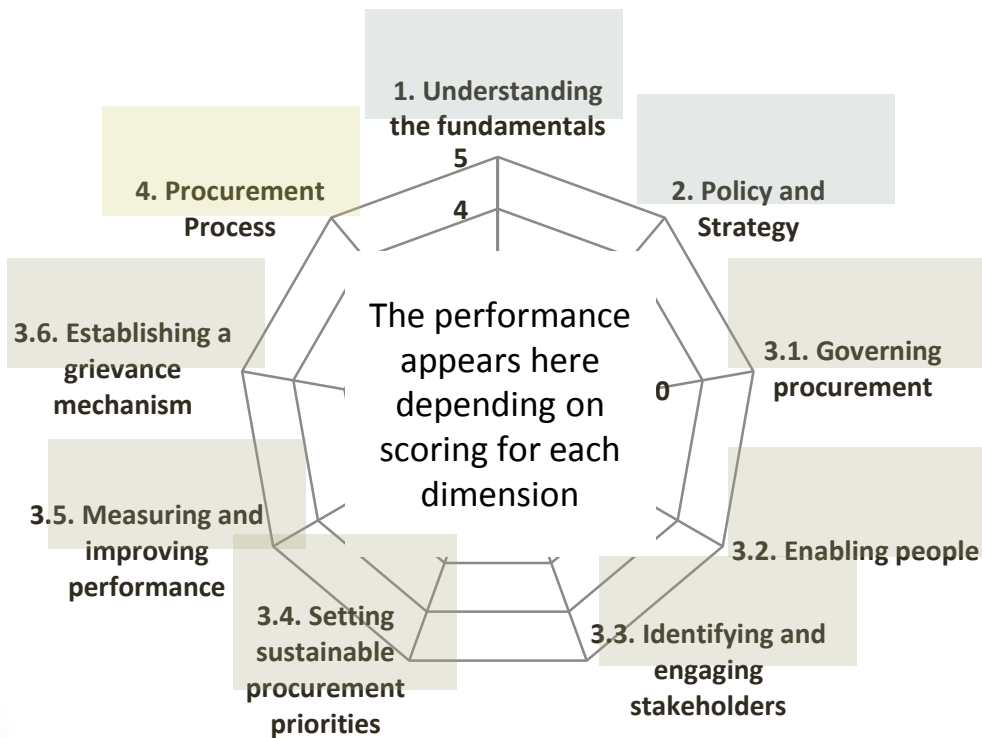 1. Understanding
the fundamentals
5
4
2. Policy and
Strategy
3.1. Governing
procurement
0
3.2. Enabling people
3.3. Identifying and
engaging
stakeholders
3.4. Setting
sustainable
procurement
priorities
3.5. Measuring and
improving
performance
3.6. Establishing a
grievance
mechanism
4. Procurement
Process
The performance
appears here
depending on
scoring for each
dimension